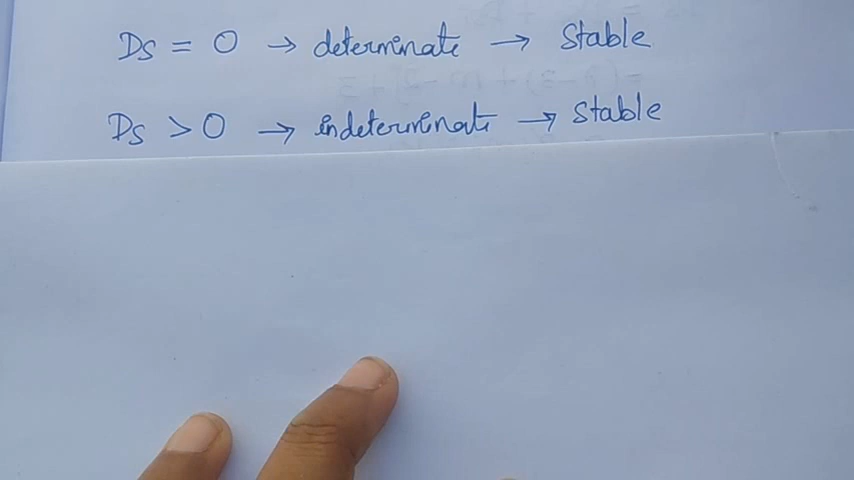 Ds = 0 → determinate → Stable
Ds > 0 → indeterminate → Stable